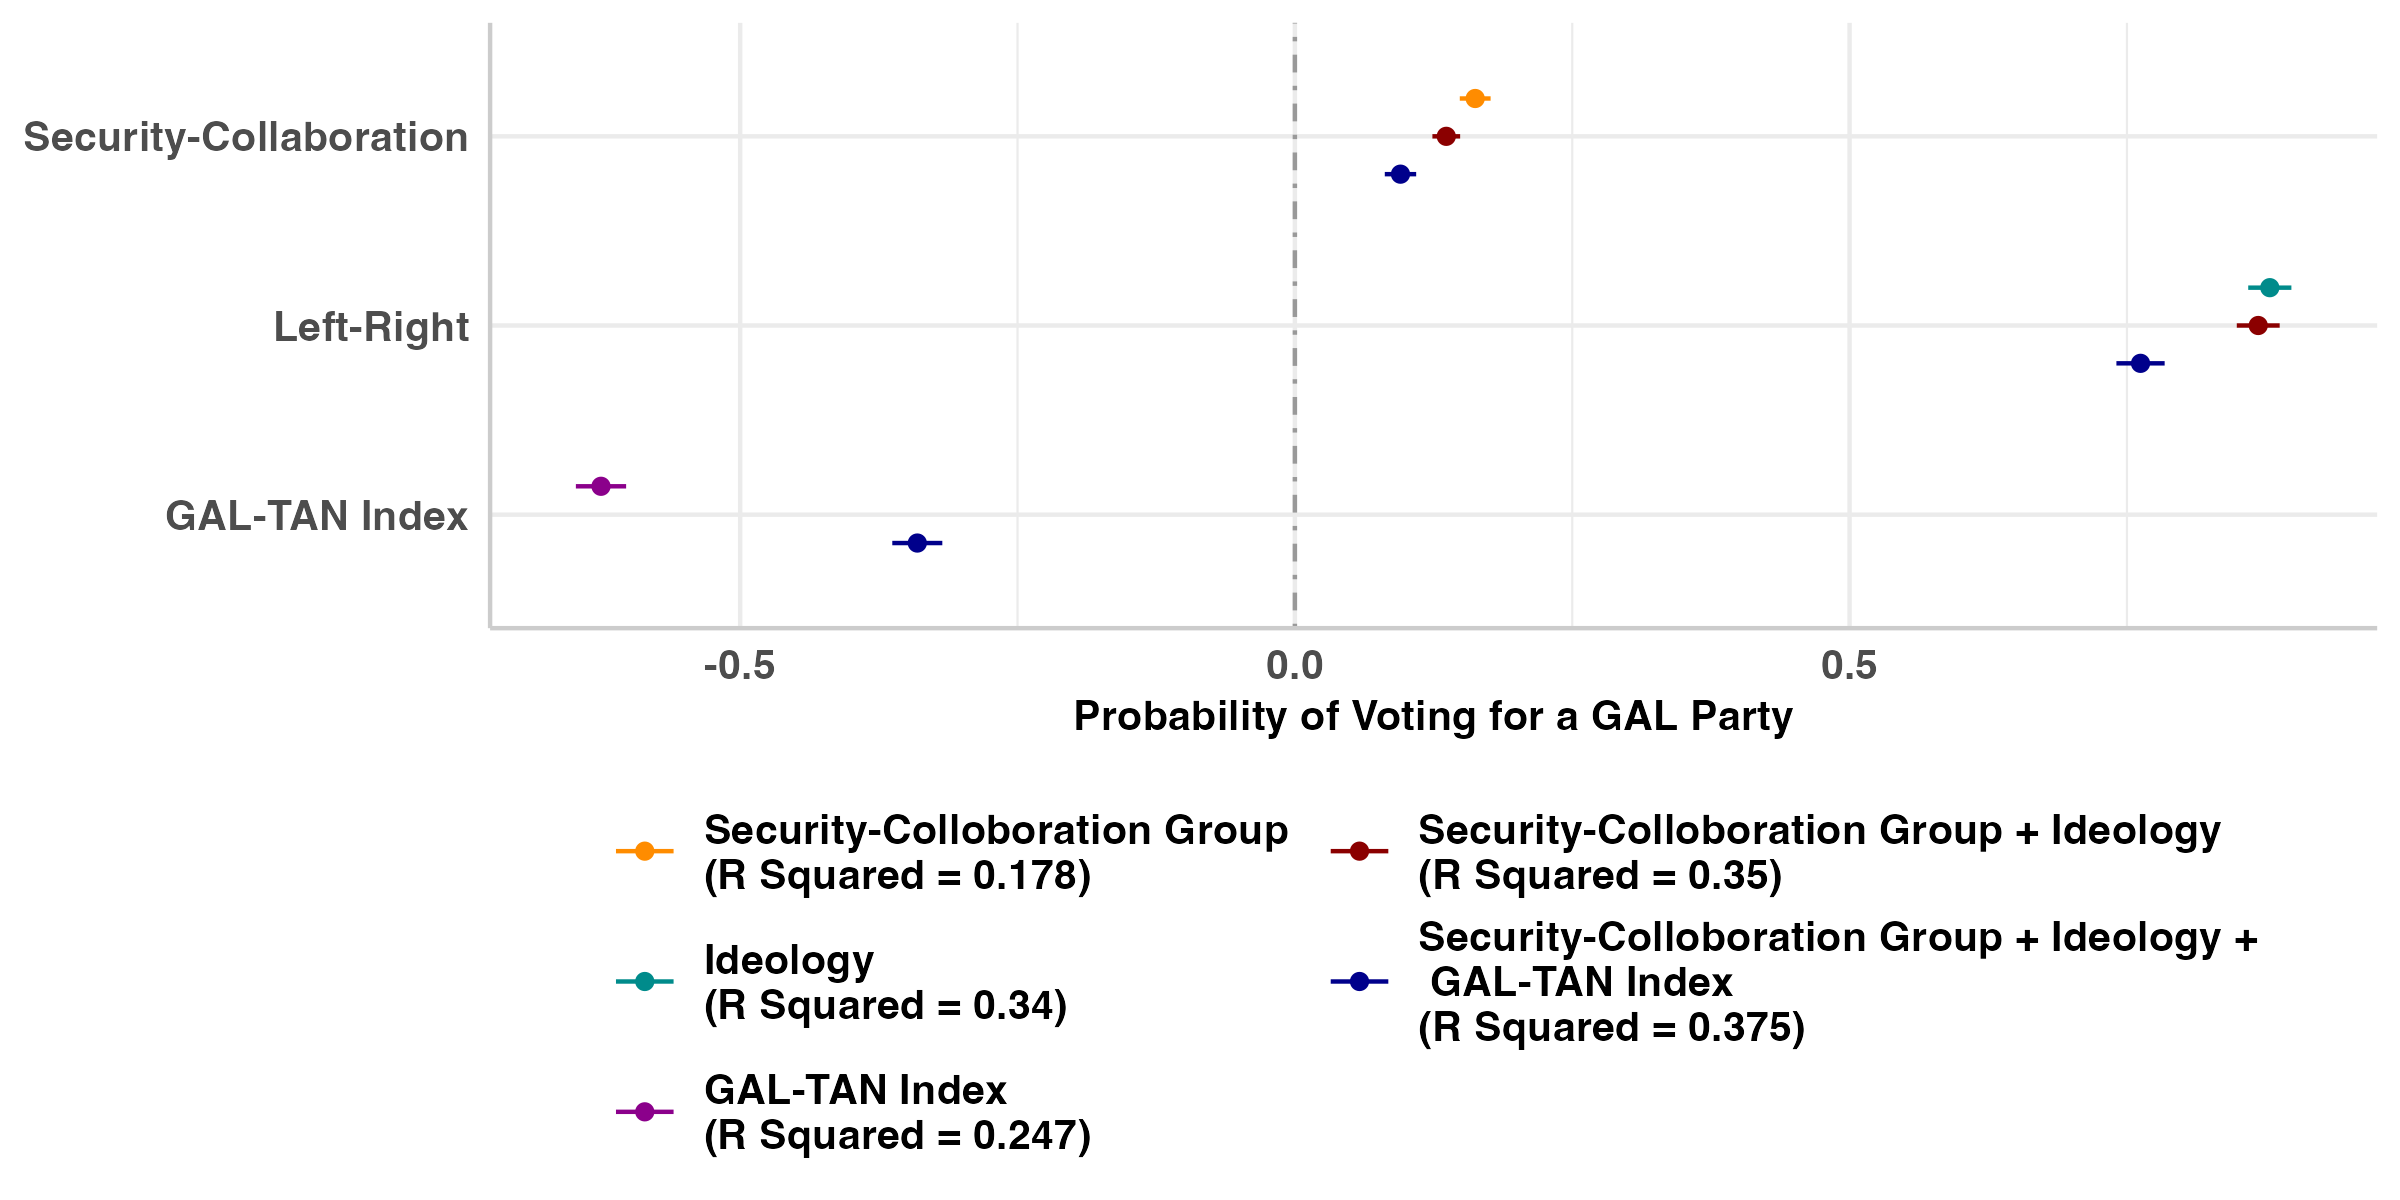 Security-Collaboration
Left-Right
GAL-TAN Index
-0.5
0.0
0.5
Probability of Voting for a GAL Party
Security-Colloboration Group
(R Squared = 0.178)
Ideology
(R Squared = 0.34)
GAL-TAN Index
(R Squared = 0.247)
Security-Colloboration Group + Ideology
(R Squared = 0.35)
Security-Colloboration Group + Ideology +
GAL-TAN Index
(R Squared = 0.375)